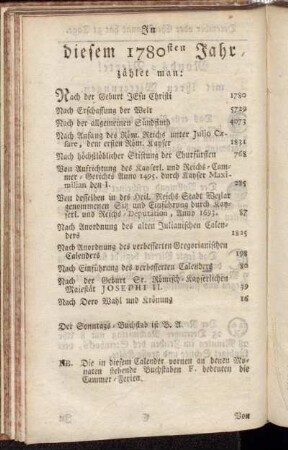 In
diesem 1780sten Jahr
zählet man:
Nach der Geburt JEsu Christi 1780
Nach Erschaffung der Welt 5729
Nach der allgemeinen Sündfluth 4073
Nach Anfang des Röm. Reichs unter Julio Cæ-
sare, dem ersten Röm. Kayser 1831
Nach höchstlöblicher Stiftung der Churfürsten 768
Von Aufrichtung des Kayserl. und Reichs-Cam-
mer-Gerichts Anno 1495. durch Kayser Maxi-
milian den I. 285
Von desselben in des Heil. Reichs Stadt Wezlar
genommenen Sitz und Einführung durch Kay-
serl. und Reichs-Deputation, Anno 1693. 87
Nach Anordnung des alten Julianischen Calen-
ders 1825
Nach Anordnung des verbesserten Gregorianischen
Calenders 198
Nach Einführung des verbesserten Calenders 80
Nach der Geburt Sr. Römisch-Kayserlichen
Majestät JOSEPHI II. 39
Nach Dero Wahl und Krönung 16
Der Sonntags-Buchstab ist B. A.
NB. Die in diesem Calender vornen an denen Mo-
naten stehende Buchstaben F. bedeuten die
Cammer-Ferien.
Von